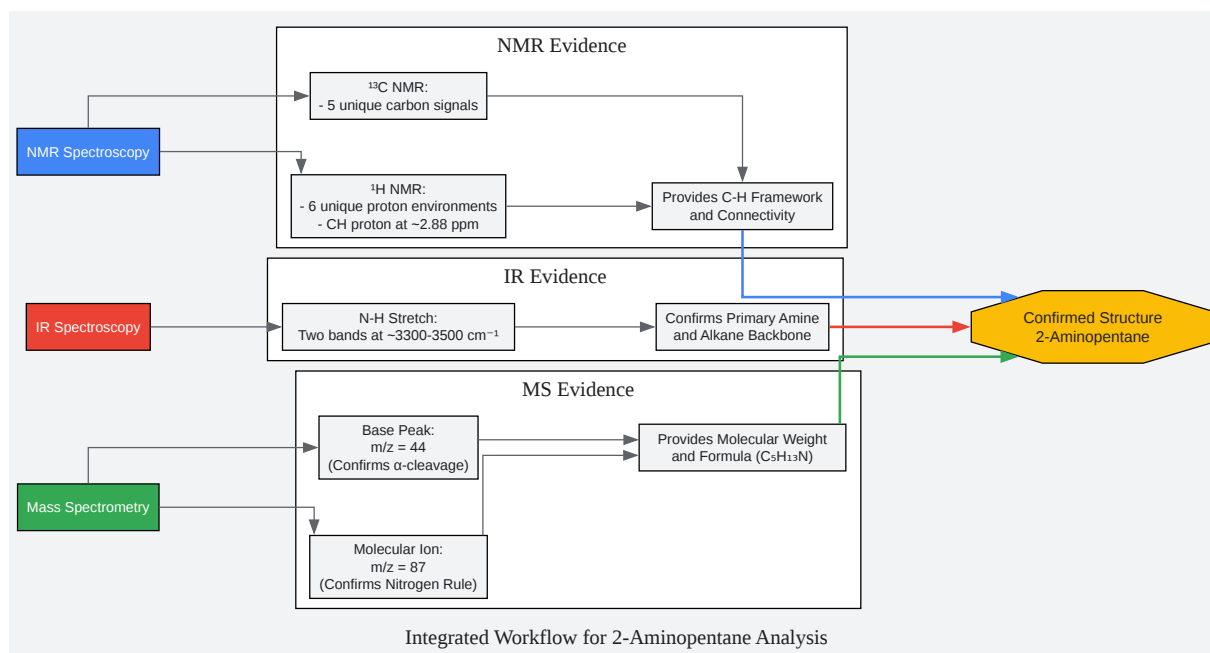 NMR Evidence
¹³C NMR:
- 5 unique carbon signals
NMR Spectroscopy
¹H NMR:
- 6 unique proton environments
- CH proton at ~2.88 ppm
Provides C-H Framework
and Connectivity
IR Evidence
IR Spectroscopy
N-H Stretch:
Two bands at ~3300-3500 cm⁻¹
Confirms Primary Amine
and Alkane Backbone
Confirmed Structure
2-Aminopentane
MS Evidence
Base Peak:
m/z = 44
(Confirms α-cleavage)
Provides Molecular Weight
and Formula (C₅H₁₃N)
Mass Spectrometry
Molecular Ion:
m/z = 87
(Confirms Nitrogen Rule)
Integrated Workflow for 2-Aminopentane Analysis